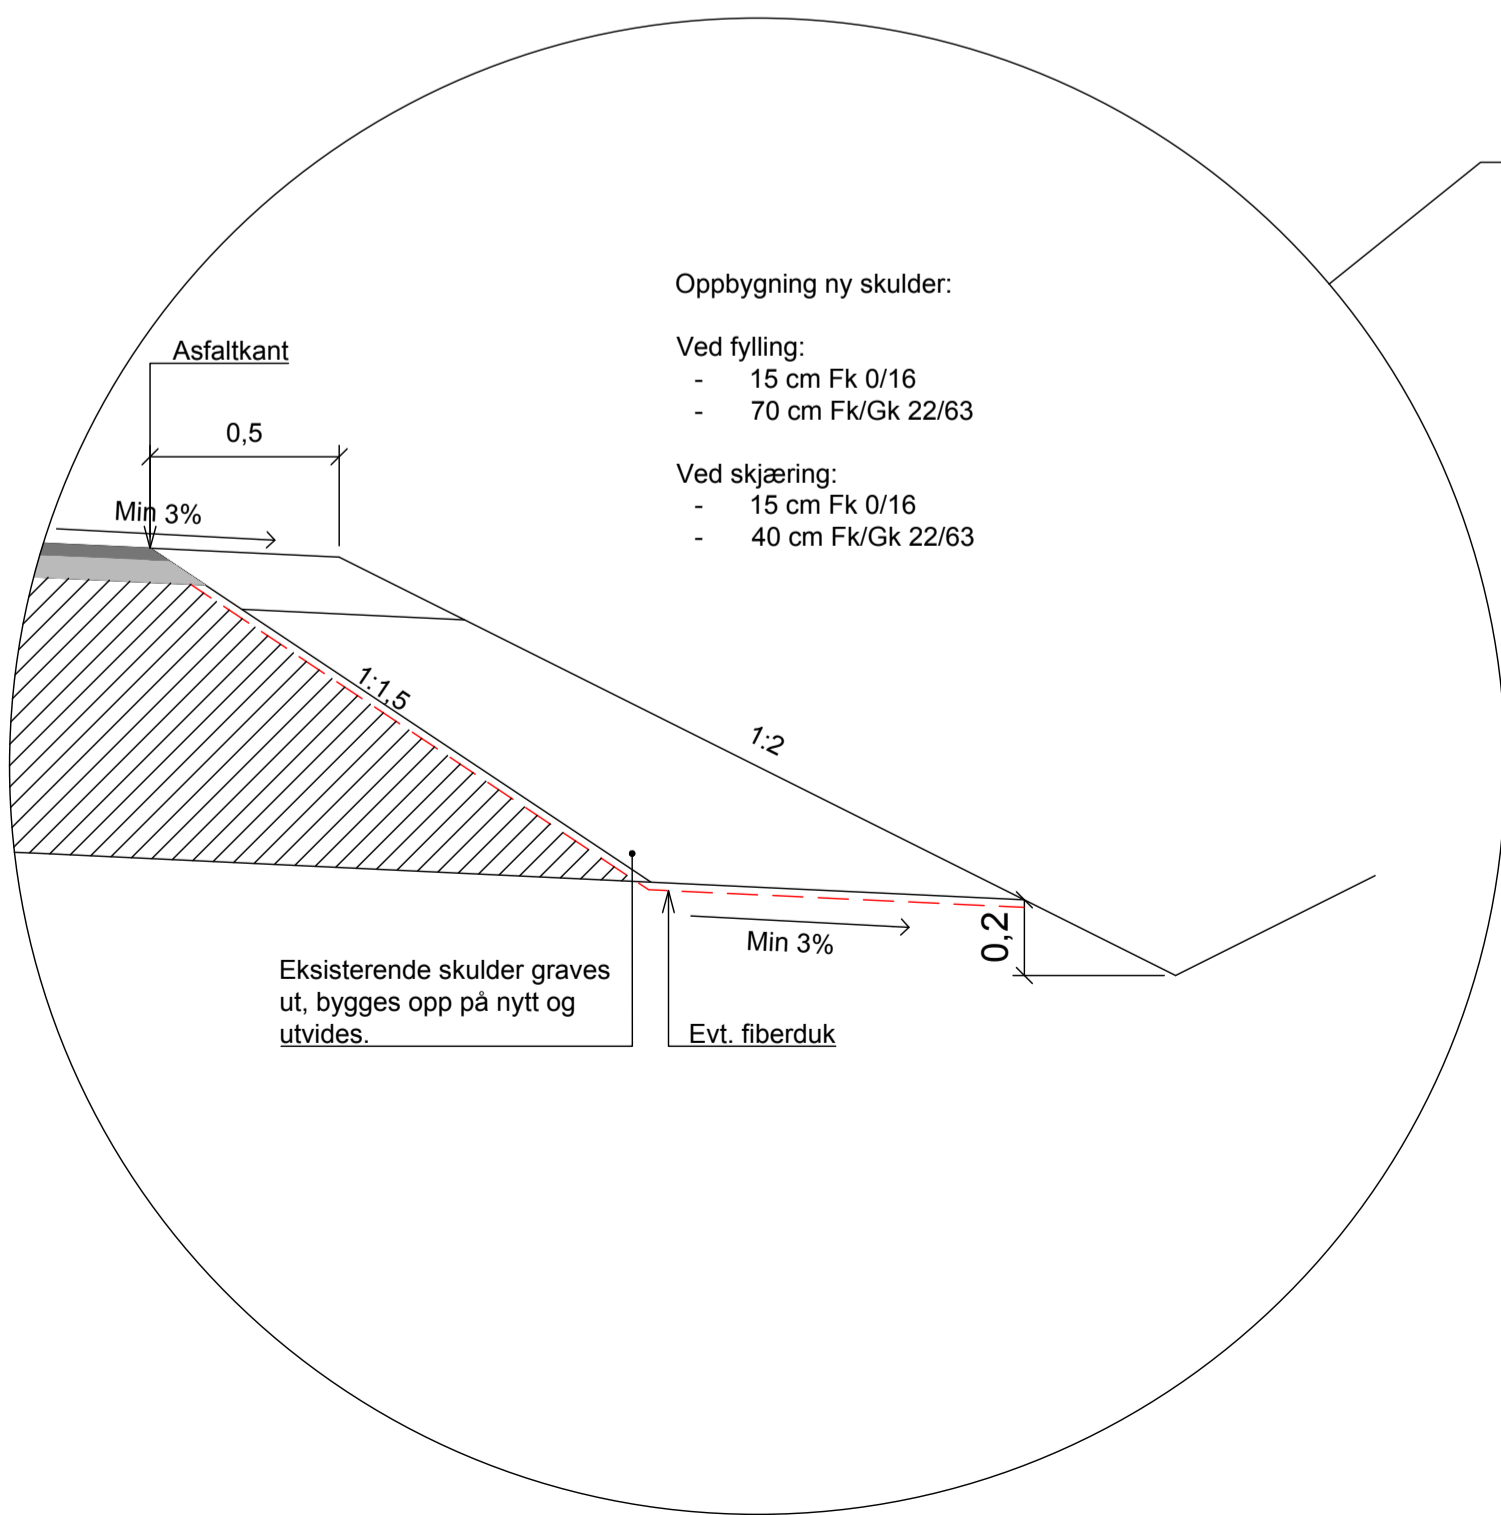 Oppbygning ny skulder:
Ved fylling:
- 15 cm Fk 0/16
- 70 cm Fk/Gk 22/63
Ved skjæring:
- 15 cm Fk 0/16
- 40 cm Fk/Gk 22/63
Asfaltkant
0,5
Min 3%
1:1,5
1:2
Min 3%
0,2
Eksisterende skulder graves
ut, bygges opp på nytt og
utvides.
Evt. fiberduk